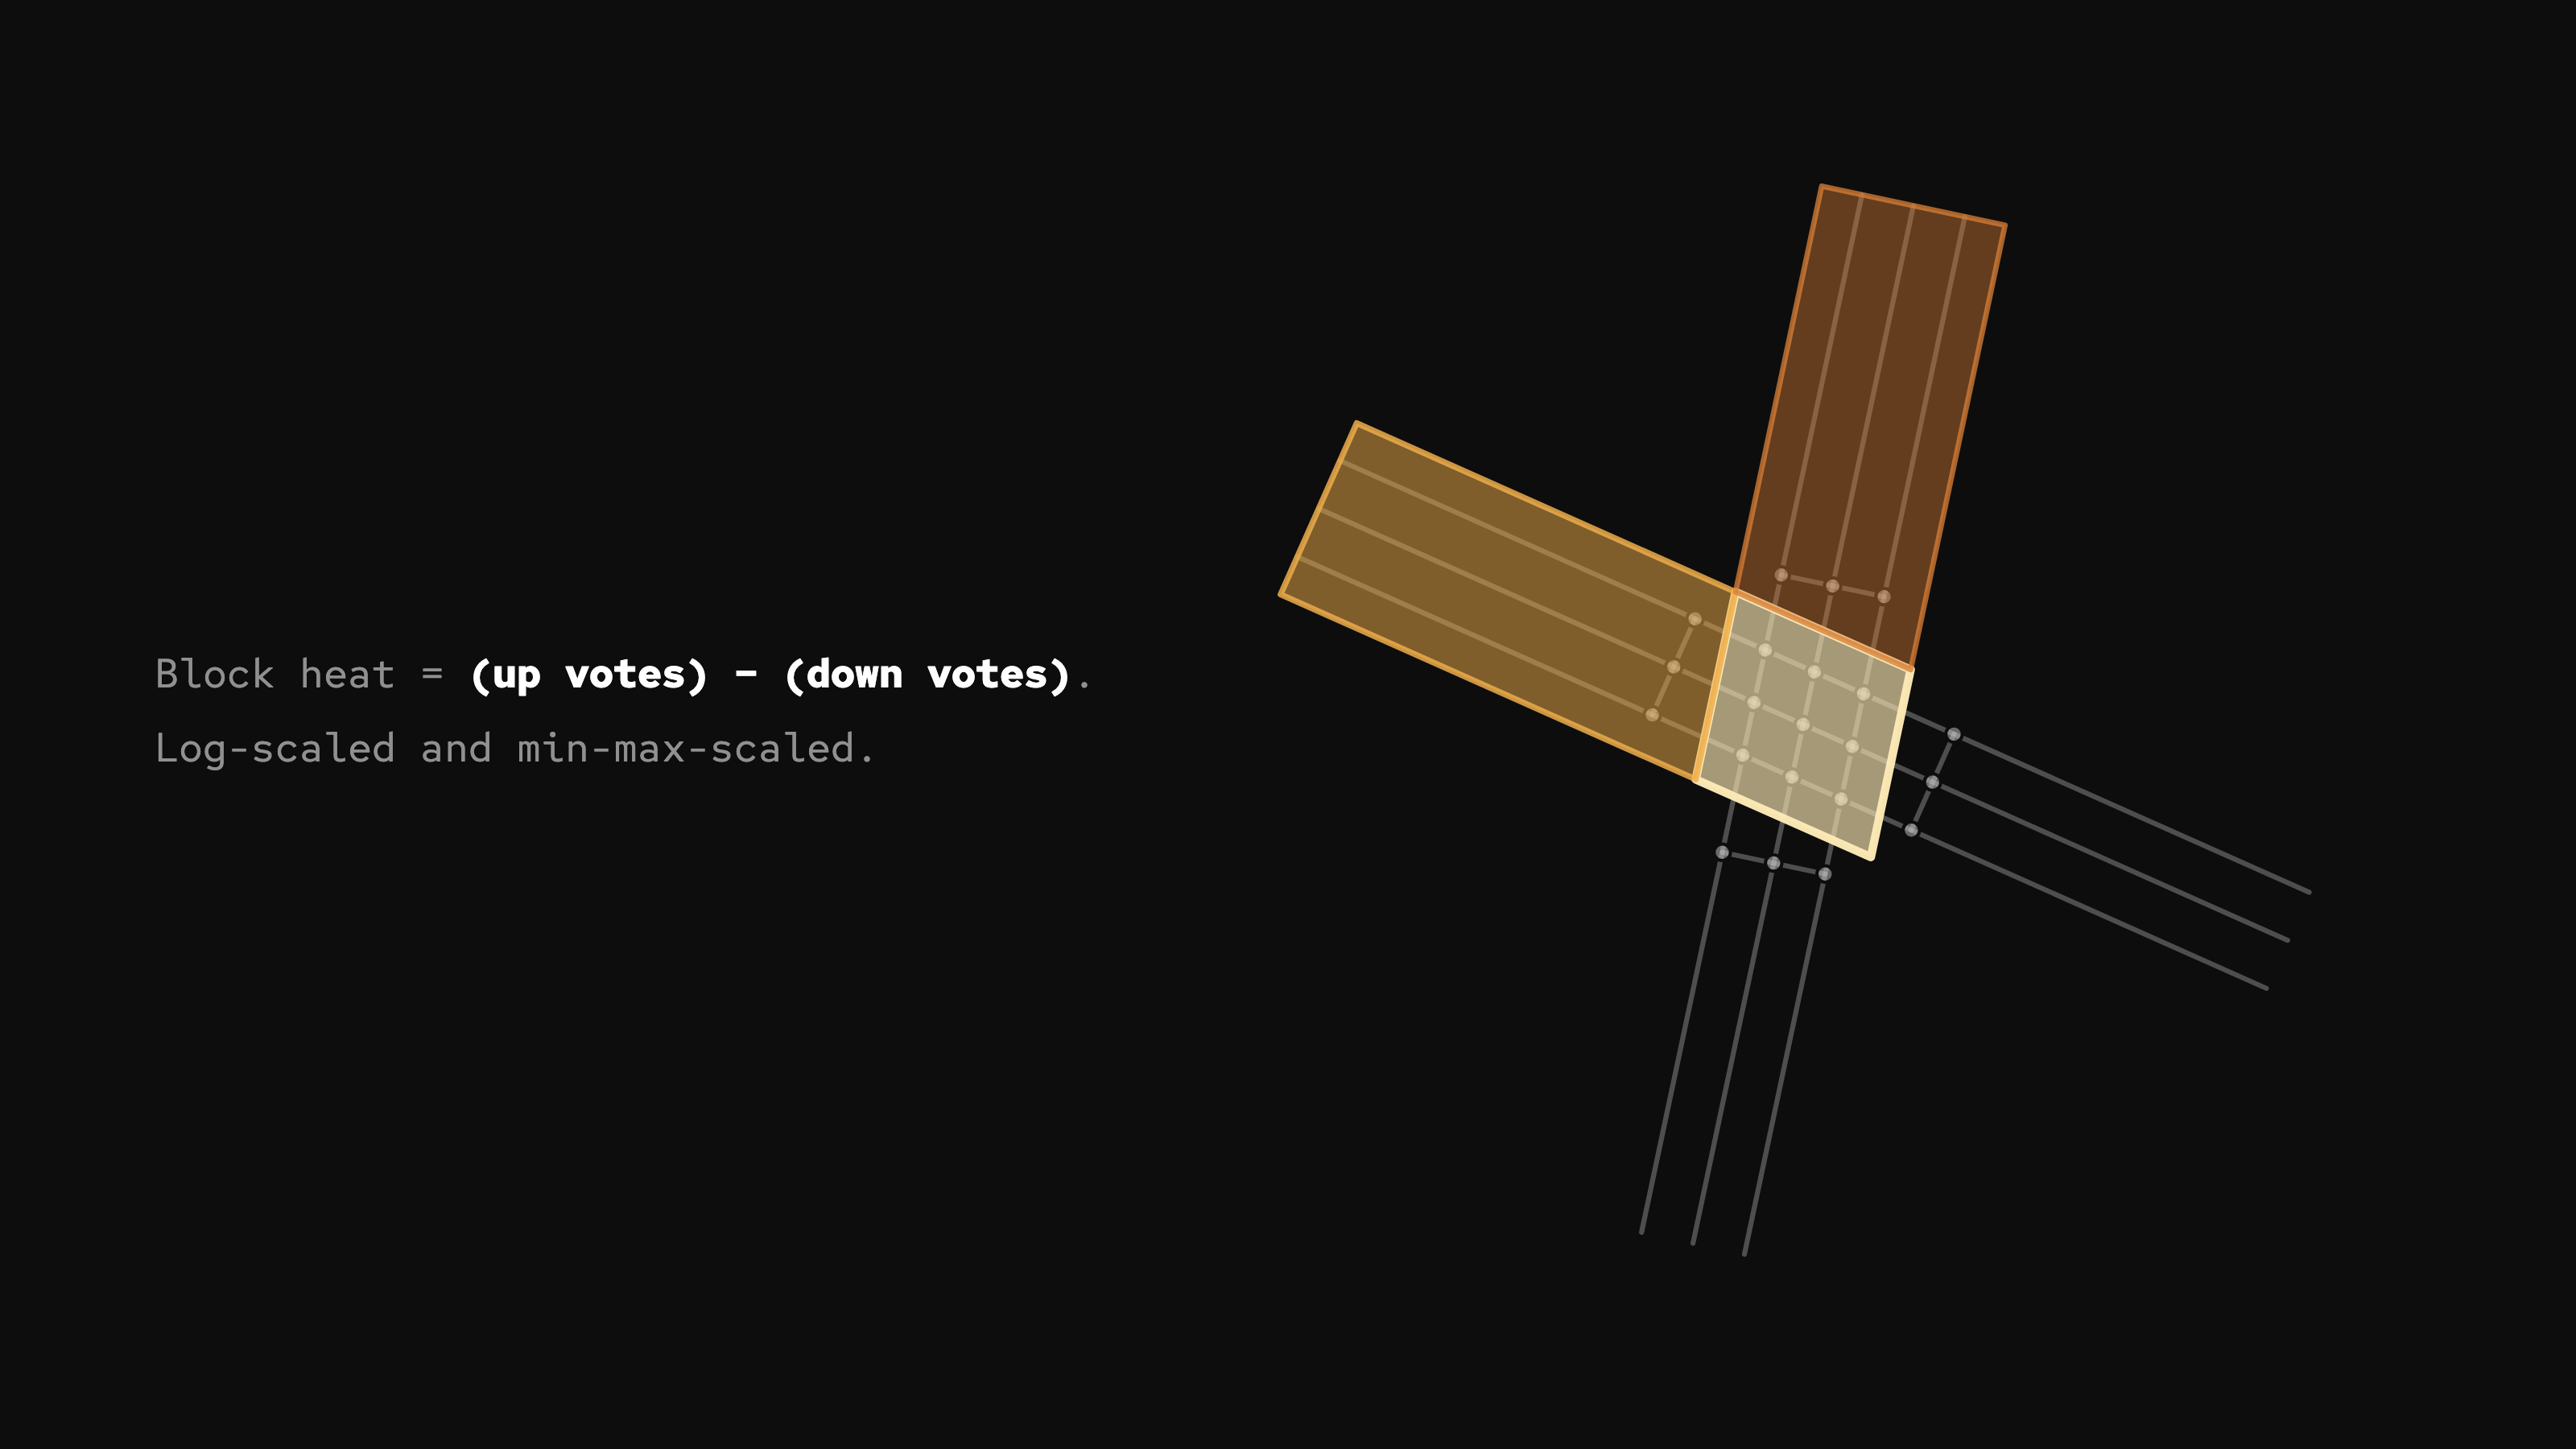 Block heat = (up votes) − (down votes).
Log-scaled and min-max-scaled.